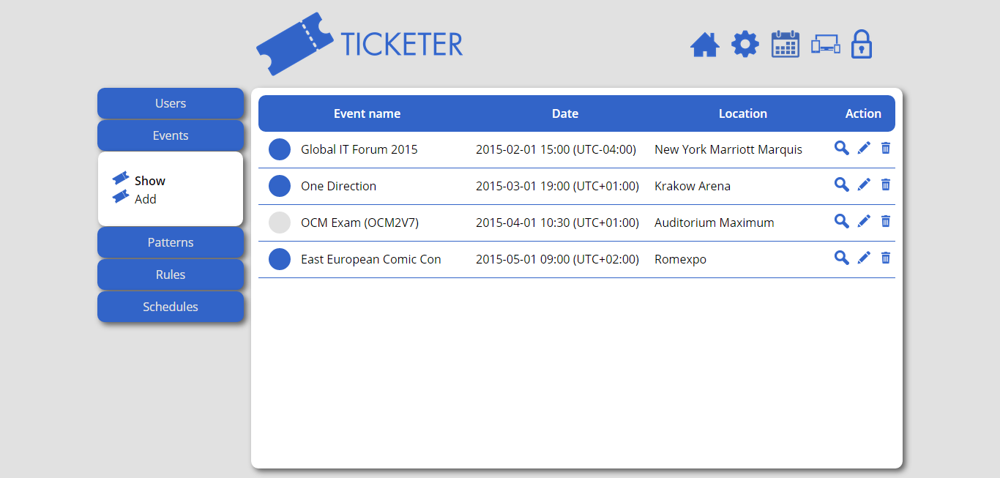 TICKETER
Users
Events
Show
Add
Patterns
Rules
Schedules
Event name Date Location Action
Global IT Forum 2015 2015-02-01 15:00 (UTC-04:00) New York Marriott Marquis
One Direction 2015-03-01 19:00 (UTC+01:00) Krakow Arena
OCM Exam (OCM2V7) 2015-04-01 10:30 (UTC+01:00) Auditorium Maximum
East European Comic Con 2015-05-01 09:00 (UTC+02:00) Romexpo